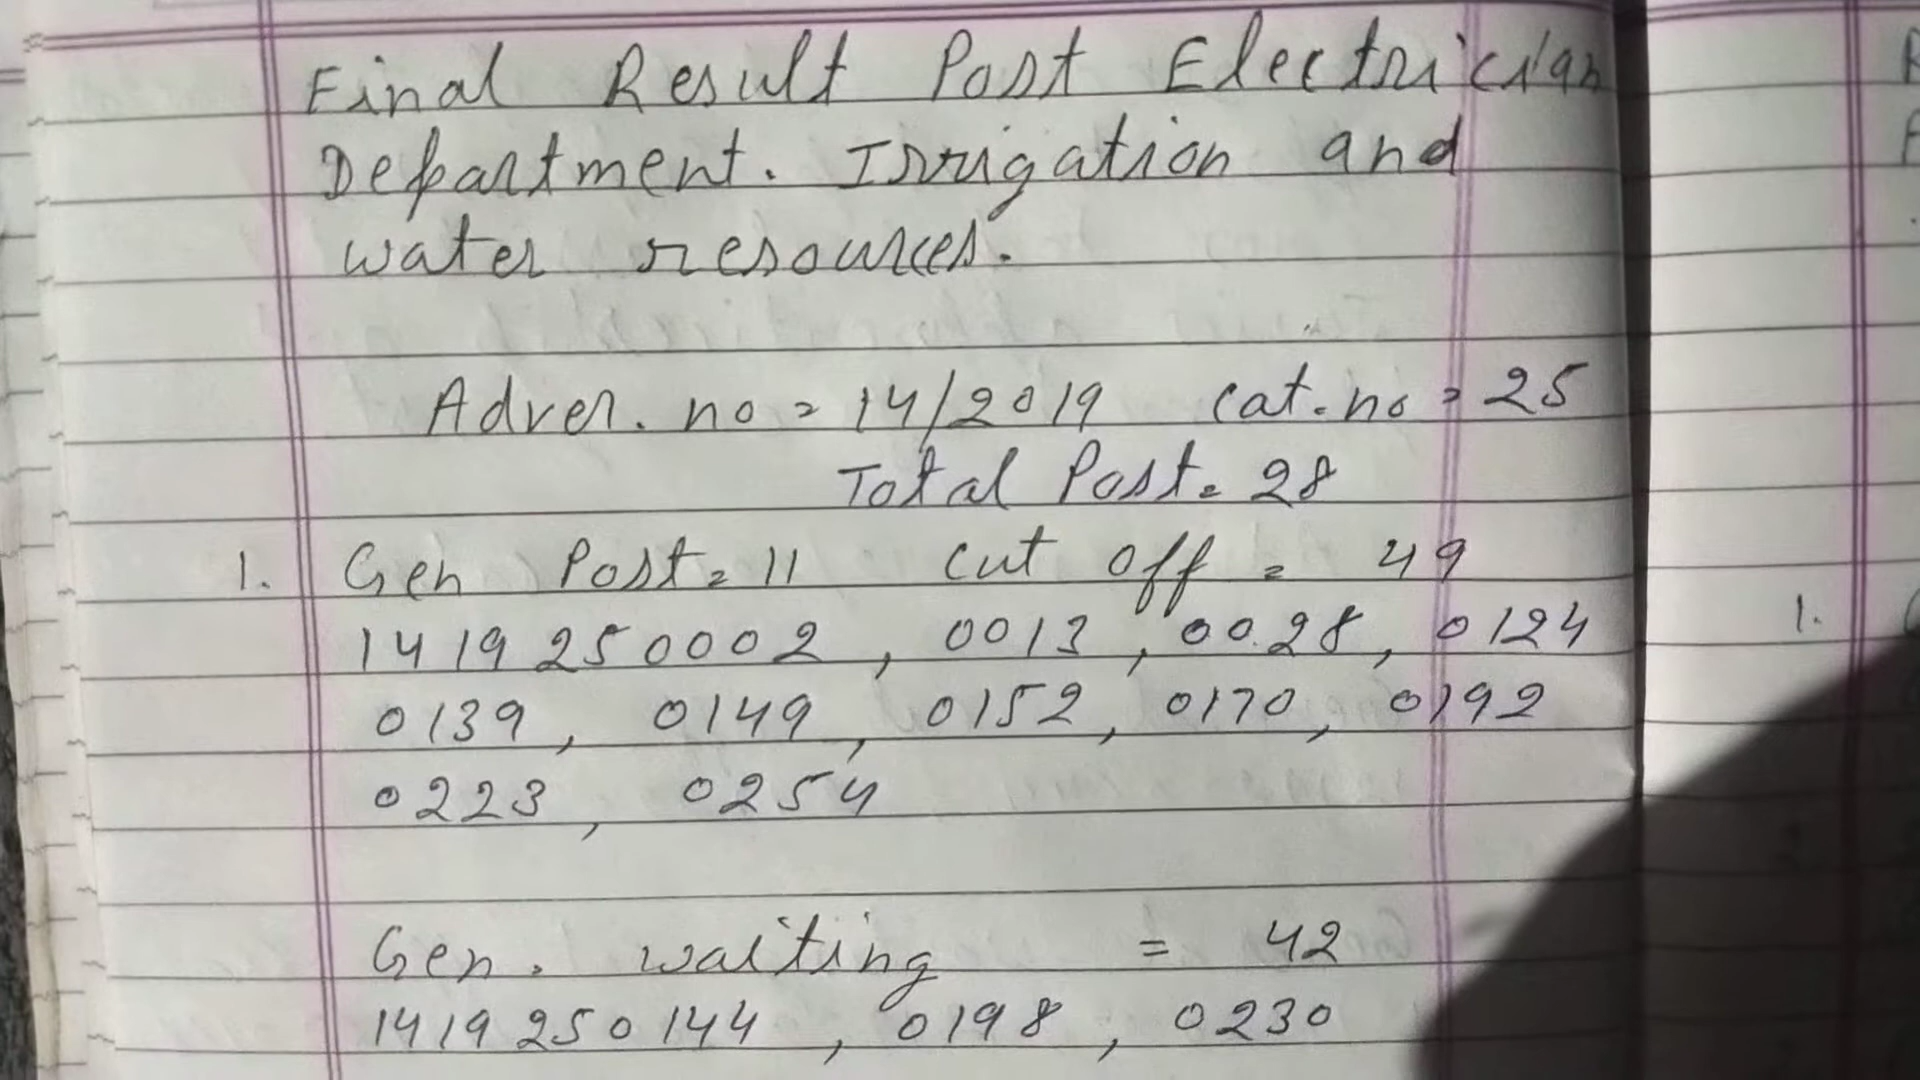 Final Result Post Electrician
Department. Irrigation and
water resources.
Adver. no = 14/2019 cat. no = 25
Total Post = 28
1. Gen Post = 11 cut off = 49
1419250002, 0013, 0028, 0124
0139, 0149, 0152, 0170, 0192
0223, 0254
Gen. waiting = 42
1419250144, 0198, 0230
1.